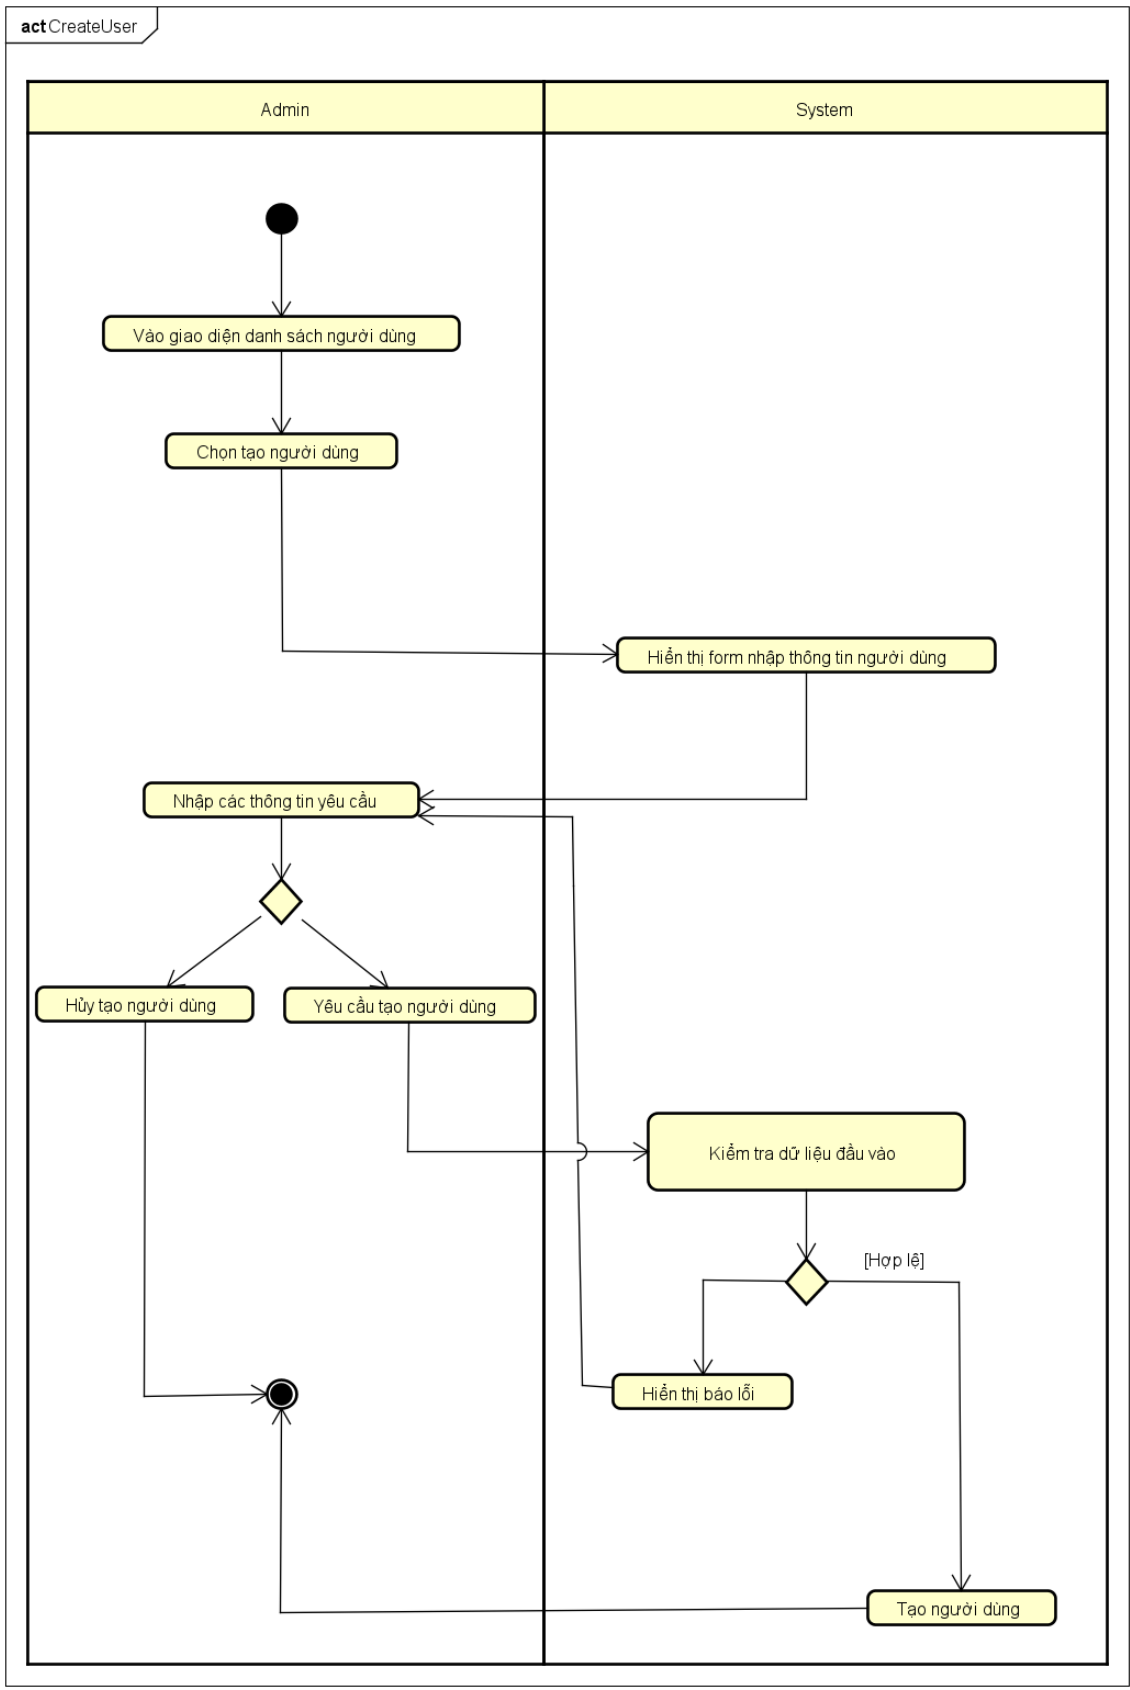 act CreateUser
Admin
System
Vào giao diện danh sách người dùng
Chọn tạo người dùng
Hiển thị form nhập thông tin người dùng
Nhập các thông tin yêu cầu
Hủy tạo người dùng
Yêu cầu tạo người dùng
Kiểm tra dữ liệu đầu vào
[Hợp lệ]
Hiển thị báo lỗi
Tạo người dùng